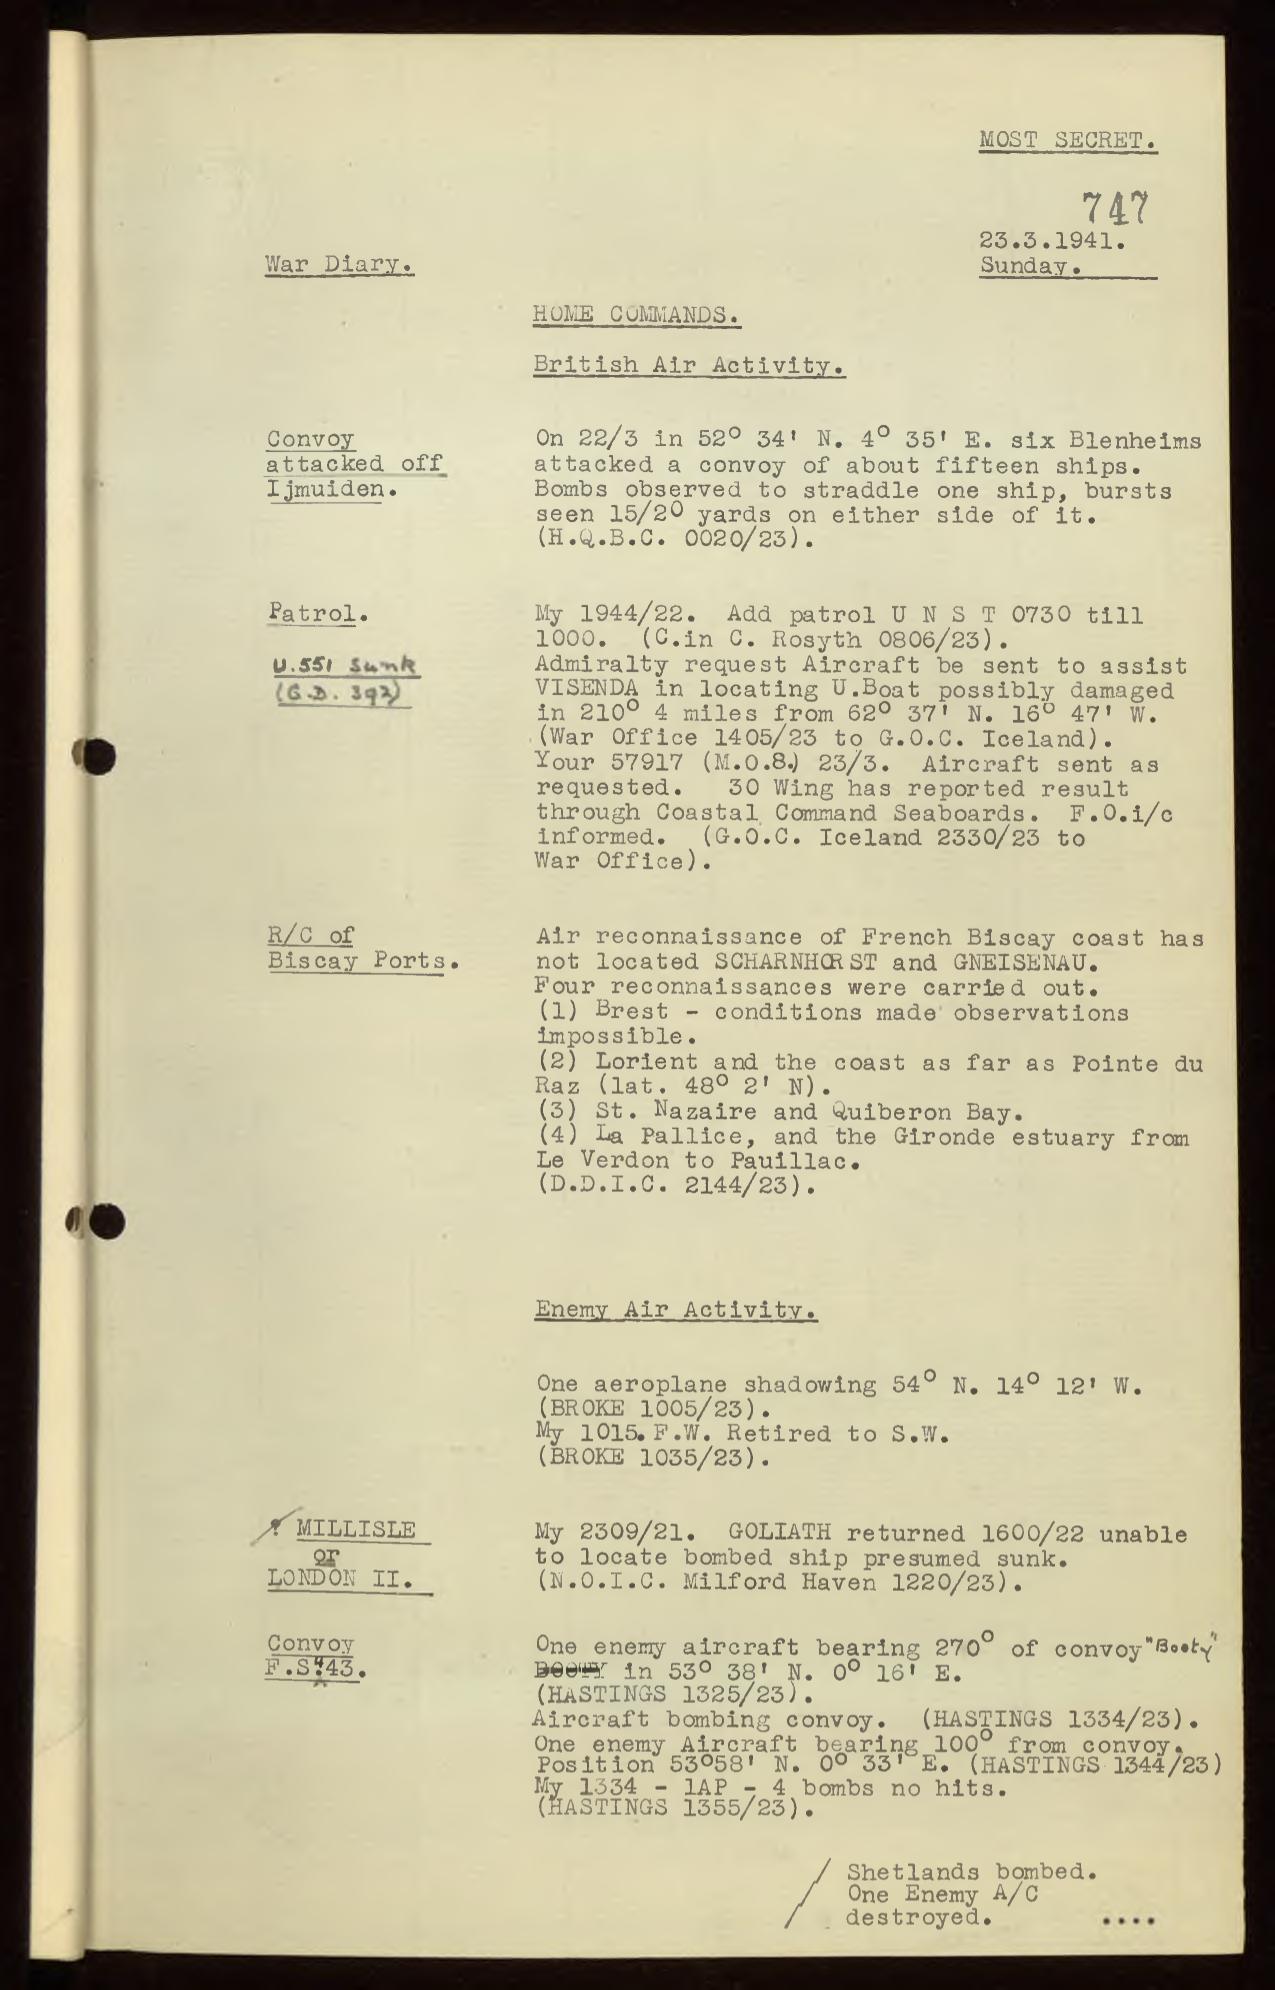 MOST SECRET.
747
23.3.1941.
War Diary.
Sunday.
HOME COMMANDS.
British Air Activity.
Convoy
attacked off
Ijmuiden.
On 22/3 in 52° 34' N. 4° 35' E. six Blenheims
attacked a convoy of about fifteen ships.
Bombs observed to straddle one ship, bursts
seen 15/20 yards on either side of it.
(H.Q.B.C. 0020/23).
Patrol.
U.551 Sunk
(G.D. 392)
My 1944/22. Add patrol U N S T 0730 till
1000. (C.in C. Rosyth 0806/23).
Admiralty request Aircraft be sent to assist
VISENDA in locating U.Boat possibly damaged
in 210° 4 miles from 62° 37' N. 16° 47' W.
(War Office 1405/23 to G.O.C. Iceland).
Your 57917 (M.O.8.) 23/3. Aircraft sent as
requested. 30 Wing has reported result
through Coastal Command Seaboards. F.O.i/c
informed. (G.O.C. Iceland 2330/23 to
War Office).
R/C of
Biscay Ports.
Air reconnaissance of French Biscay coast has
not located SCHARNHORST and GNEISENAU.
Four reconnaissances were carried out.
(1) Brest - conditions made observations
impossible.
(2) Lorient and the coast as far as Pointe du
Raz (lat. 48° 2' N).
(3) St. Nazaire and Quiberon Bay.
(4) La Pallice, and the Gironde estuary from
Le Verdon to Pauillac.
(D.D.I.C. 2144/23).
Enemy Air Activity.
One aeroplane shadowing 54° N. 14° 12' W.
(BROKE 1005/23).
My 1015. F.W. Retired to S.W.
(BROKE 1035/23).
? MILLISLE
or
LONDON II.
My 2309/21. GOLIATH returned 1600/22 unable
to locate bombed ship presumed sunk.
(N.O.I.C. Milford Haven 1220/23).
Convoy
F.S.443.
One enemy aircraft bearing 270° of convoy "Booty"
in 53° 38' N. 0° 16' E.
(HASTINGS 1325/23).
Aircraft bombing convoy. (HASTINGS 1334/23).
One enemy Aircraft bearing 100° from convoy.
Position 53°58' N. 0° 33' E. (HASTINGS 1344/23)
My 1334 - 1AP - 4 bombs no hits.
(HASTINGS 1355/23).
/ Shetlands bombed.
/ One Enemy A/C
/ destroyed. ....